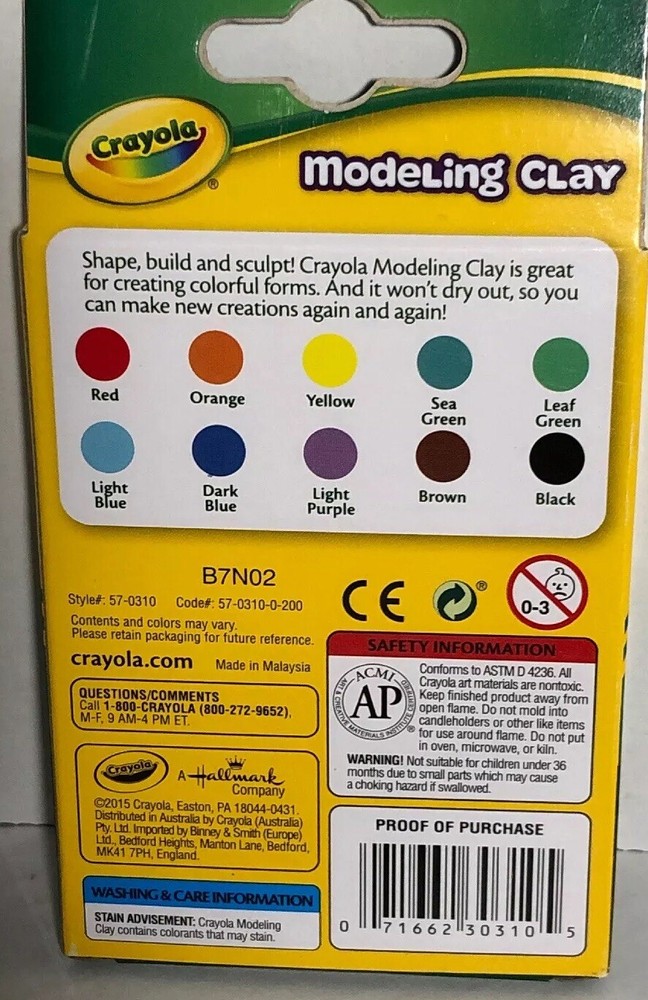 Crayola®
Modeling Clay
Shape, build and sculpt! Crayola Modeling Clay is great
for creating colorful forms. And it won't dry out, so you
can make new creations again and again!
Red
Orange
Yellow
Sea
Green
Leaf
Green
Light
Blue
Dark
Blue
Light
Purple
Brown
Black
B7N02
Style#: 57-0310 Code#: 57-0310-0-200
Contents and colors may vary.
Please retain packaging for future reference.
crayola.com Made in Malaysia
QUESTIONS/COMMENTS
Call 1-800-CRAYOLA (800-272-9652),
M-F, 9 AM-4 PM ET.
Crayola
A Hallmark
Company
©2015 Crayola, Easton, PA 18044-0431.
Distributed in Australia by Crayola (Australia)
Pty. Ltd. Imported by Binney & Smith (Europe)
Ltd., Bedford Heights, Manton Lane, Bedford,
MK41 7PH, England.
WASHING & CARE INFORMATION
STAIN ADVISEMENT: Crayola Modeling
Clay contains colorants that may stain.
CE
®
0-3
SAFETY INFORMATION
ACMI
AP
ART & CREATIVE MATERIALS INSTITUTE CERTIFIED
®
Conforms to ASTM D 4236. All
Crayola art materials are nontoxic.
Keep finished product away from
open flame. Do not mold into
candleholders or other like items
for use around flame. Do not put
in oven, microwave, or kiln.
WARNING! Not suitable for children under 36
months due to small parts which may cause
a choking hazard if swallowed.
PROOF OF PURCHASE
0 71662 30310 5